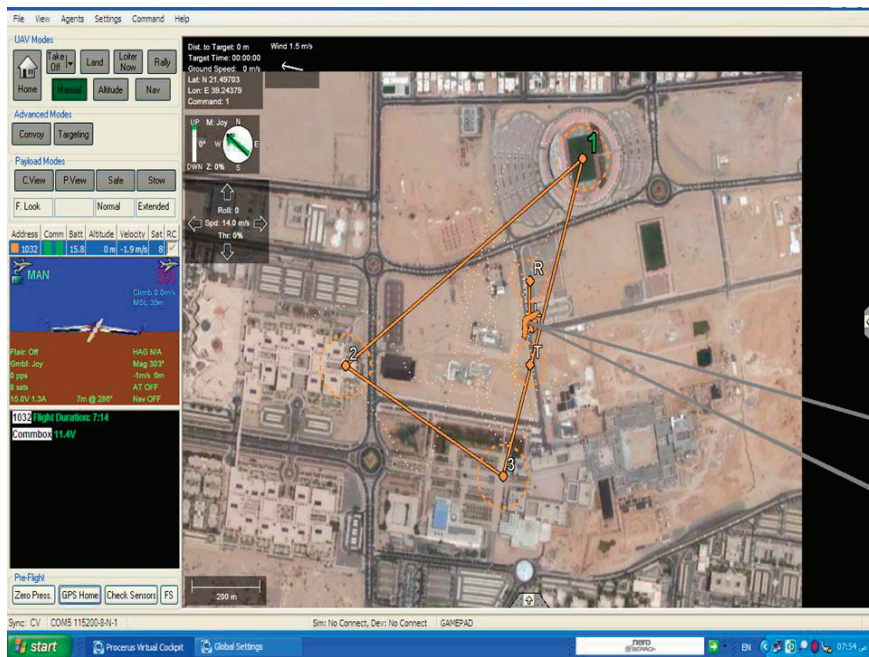 File View Agents Settings Command Help
UAV Modes
Home
Take Off
Land
Loiter Now
Rally
Manual
Altitude
Nav
Advanced Modes
Convoy Targeting
Payload Modes
C.View P.View Safe Stow
F. Look Normal Extended
Address Comm Batt Altitude Velocity Sat RC
1032 15.8 0 m -1.9 m/s 8
MAN
Climb 0.0m/s
MSL 39m
Flair: Off HAG N/A
Gmbl: Joy Mag 303°
0 pps -1m/s 0m
8 sats AT OFF
15.8V 1.3A 7m @ 286° Nav OFF
1032 Flight Duration: 7:14
Commbox 11.4V
Pre-Flight
Zero Press. GPS Home Check Sensors FS
Dist. to Target: 0 m Wind 1.5 m/s
Target Time: 00:00:00
Ground Speed: 0 m/s
Lat: N 21.49703
Lon: E 39.24379
Command: 1
UP M: Joy N
0° W E
DWN Z: 0% S
Roll: 0
Spd: 14.0 m/s
Thr: 0%
1
R
2
T
3
200 m
Sync: CV COM5 115200-8-N-1 Sim: No Connect, Dev: No Connect GAMEPAD
start Procerus Virtual Cockpit Global Settings nero SEARCH EN 07:54 ص